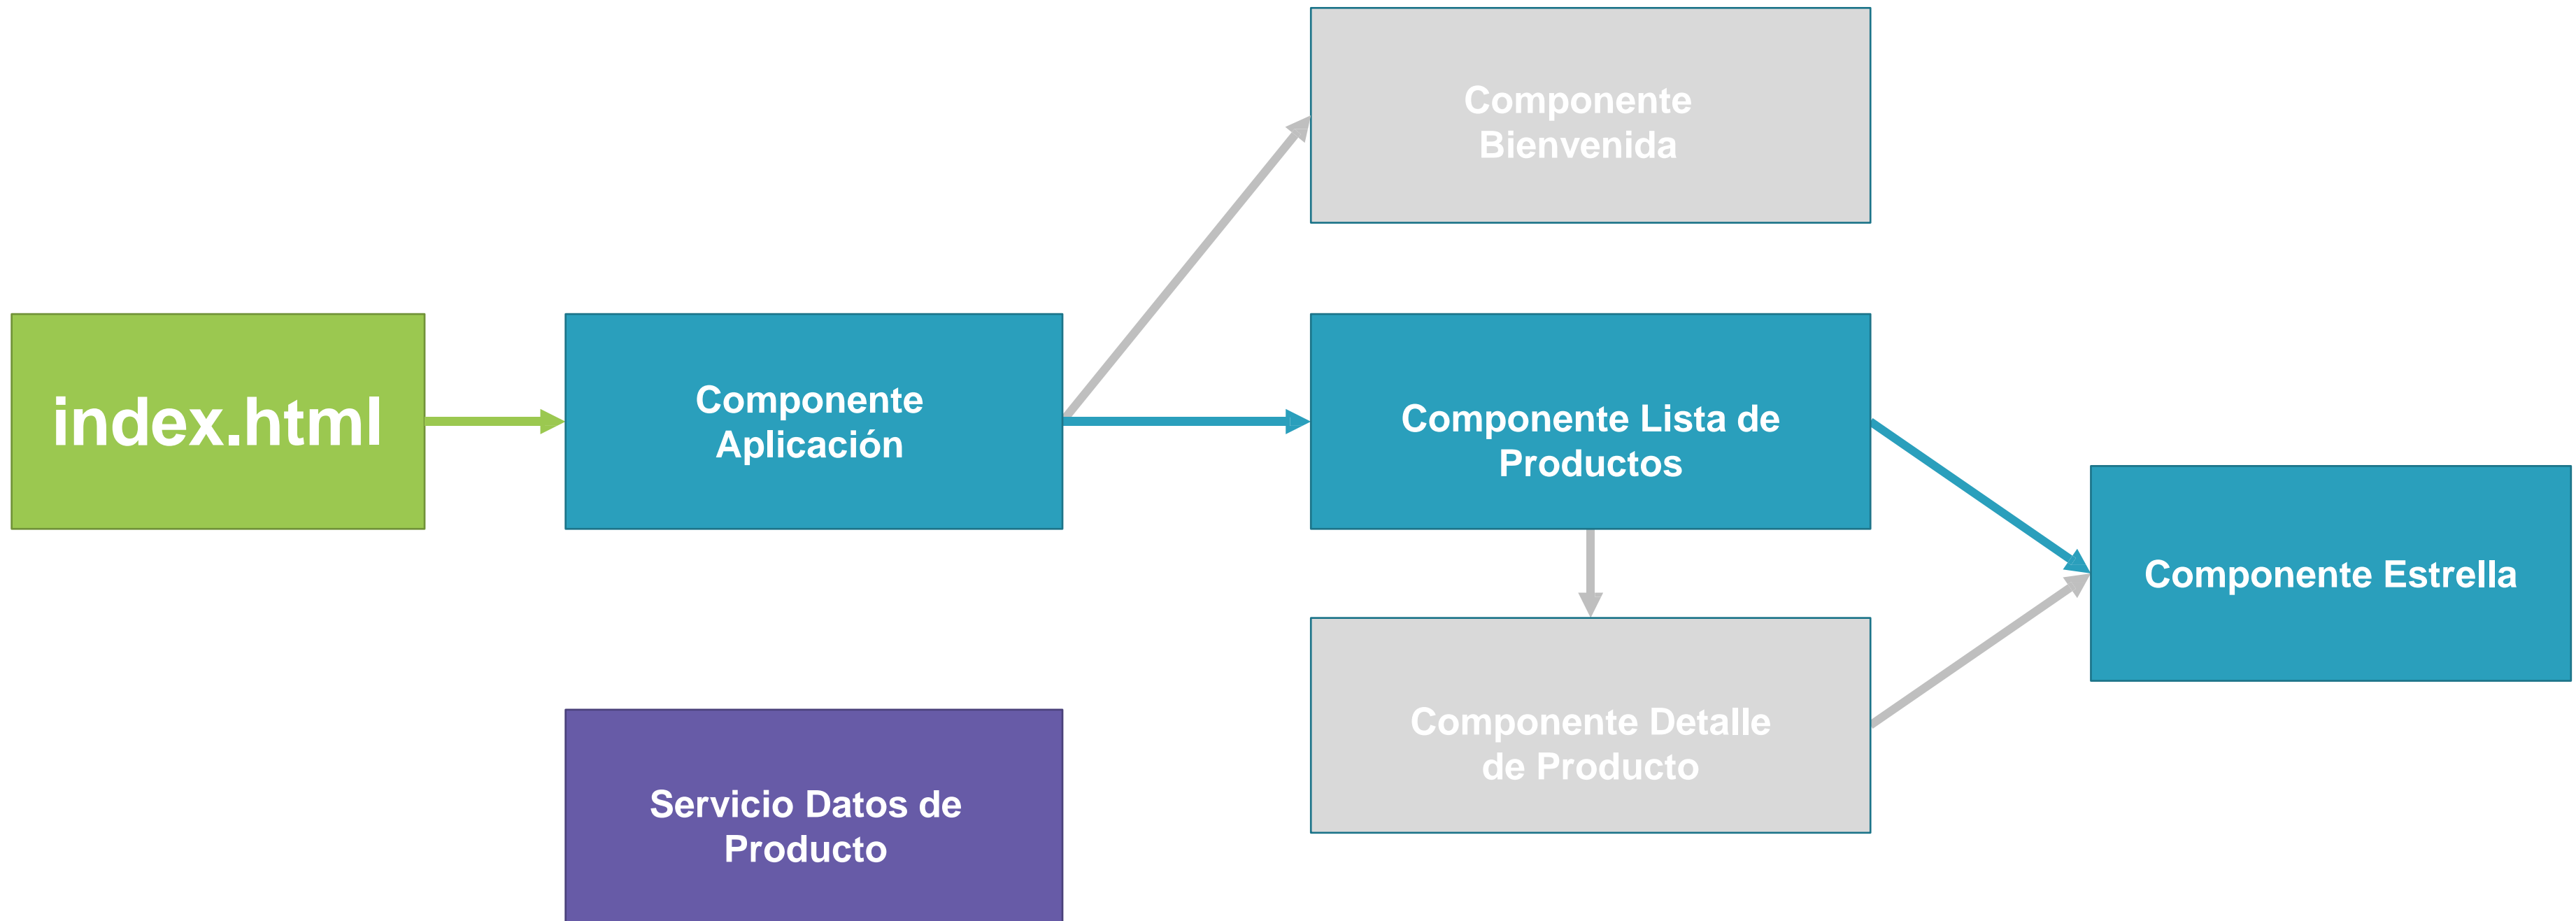 Componente
Bienvenida
index.html
Componente
Aplicación
Componente Lista de
Productos
Componente Estrella
Componente Detalle
de Producto
Servicio Datos de
Producto